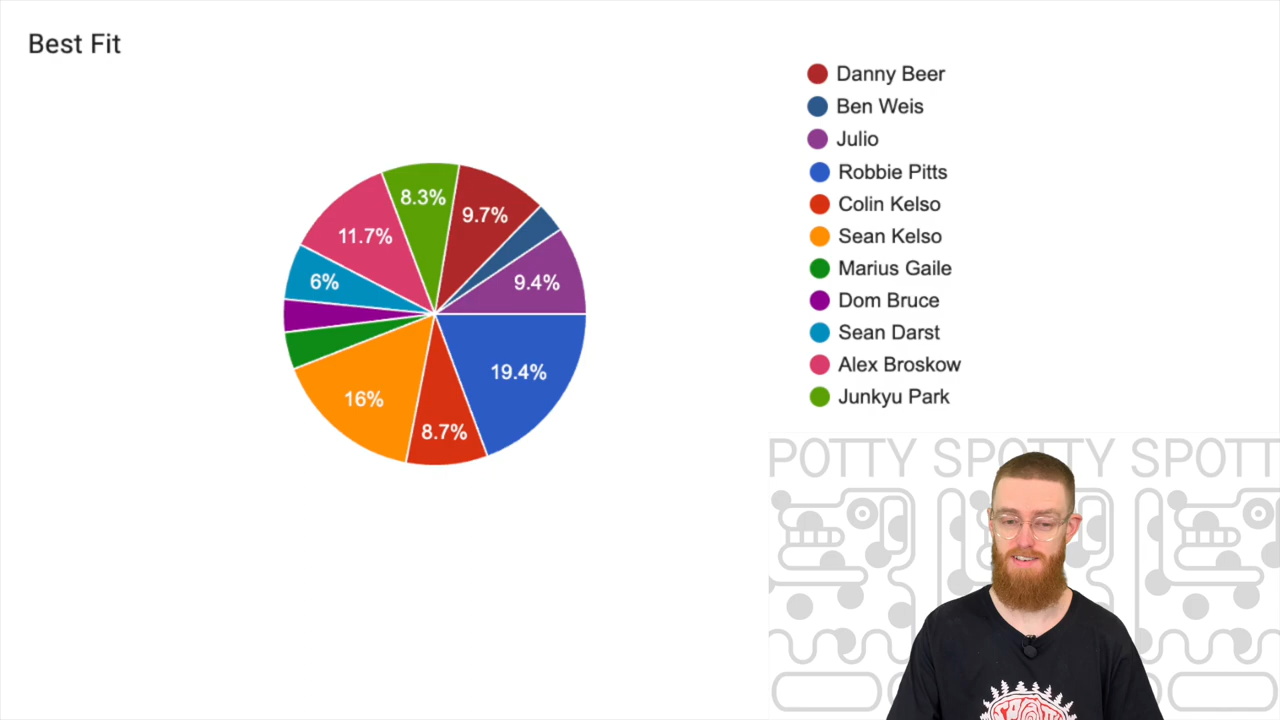 Best Fit
8.3%
9.7%
11.7%
9.4%
6%
19.4%
16%
8.7%
Danny Beer
Ben Weis
Julio
Robbie Pitts
Colin Kelso
Sean Kelso
Marius Gaile
Dom Bruce
Sean Darst
Alex Broskow
Junkyu Park
POTTY SPOTTY SPOTT